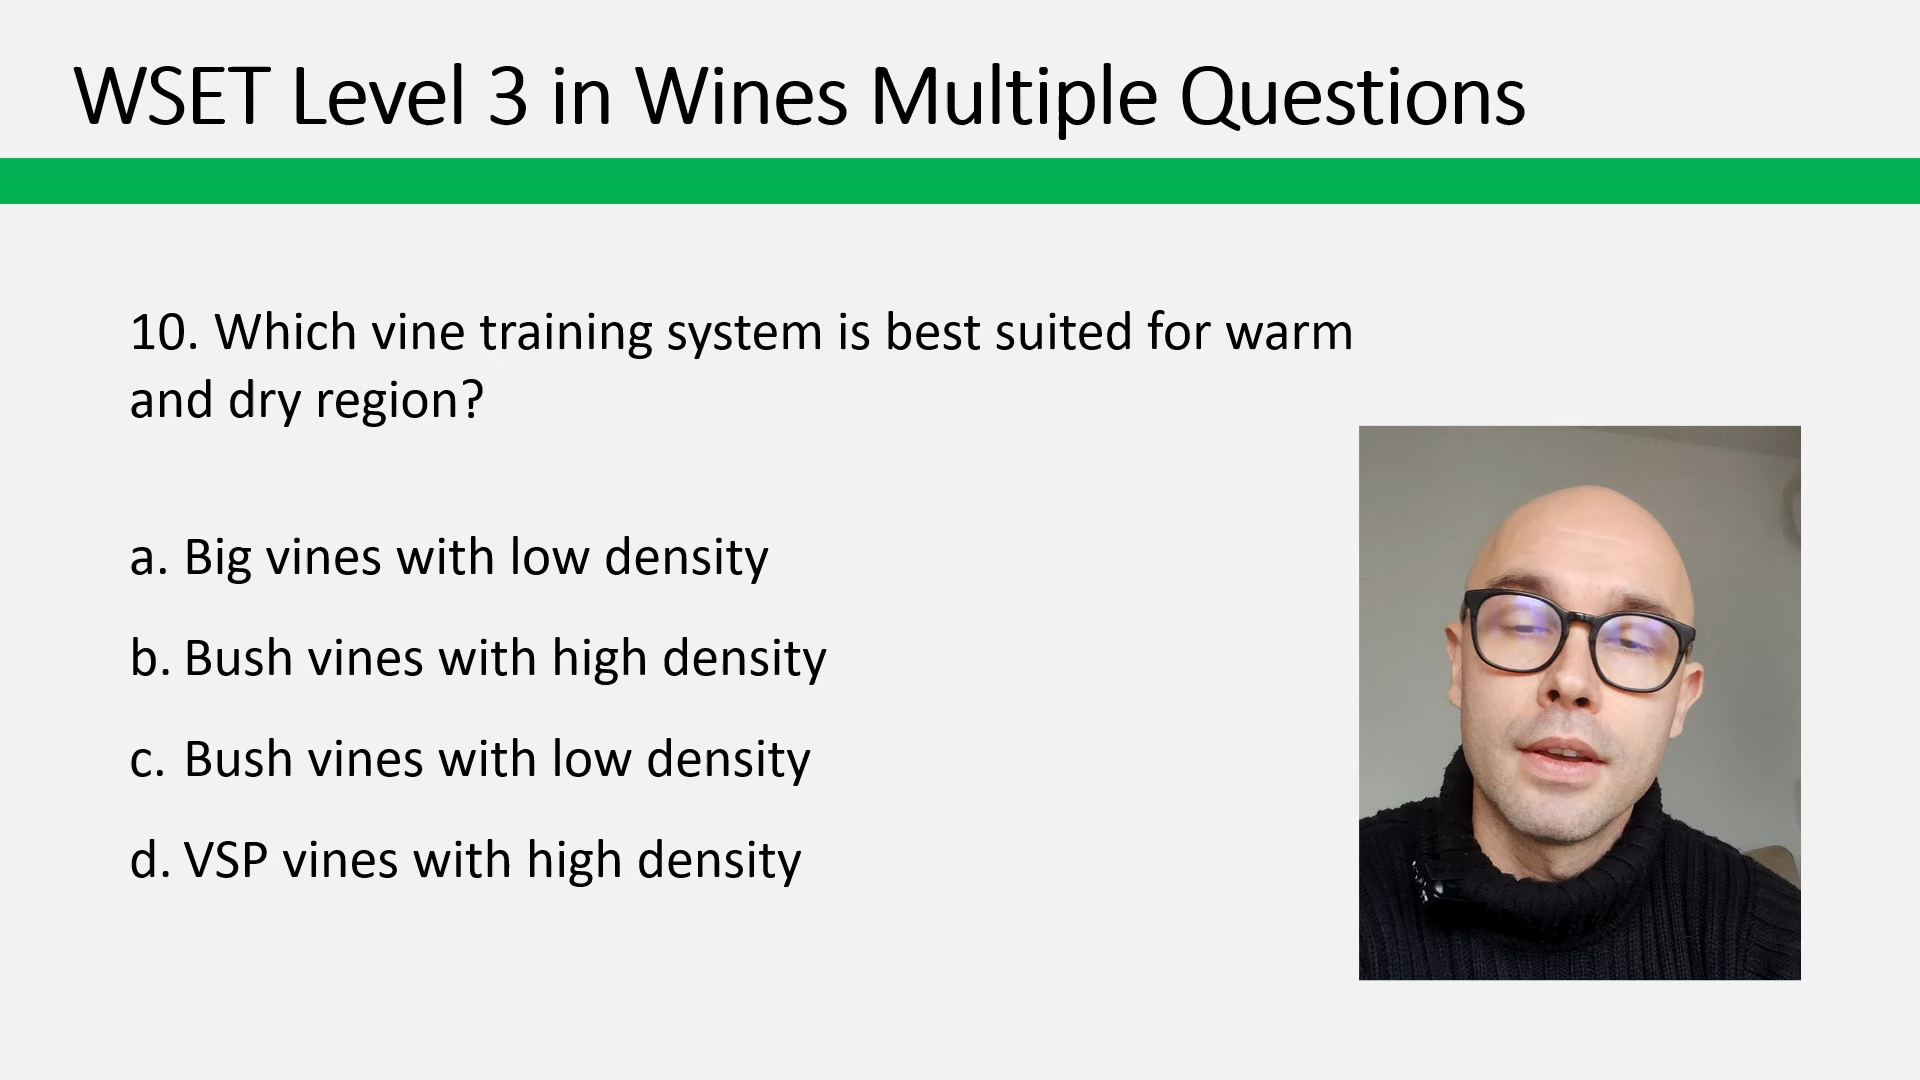 WSET Level 3 in Wines Multiple Questions
10. Which vine training system is best suited for warm
and dry region?
a. Big vines with low density
b. Bush vines with high density
c. Bush vines with low density
d. VSP vines with high density